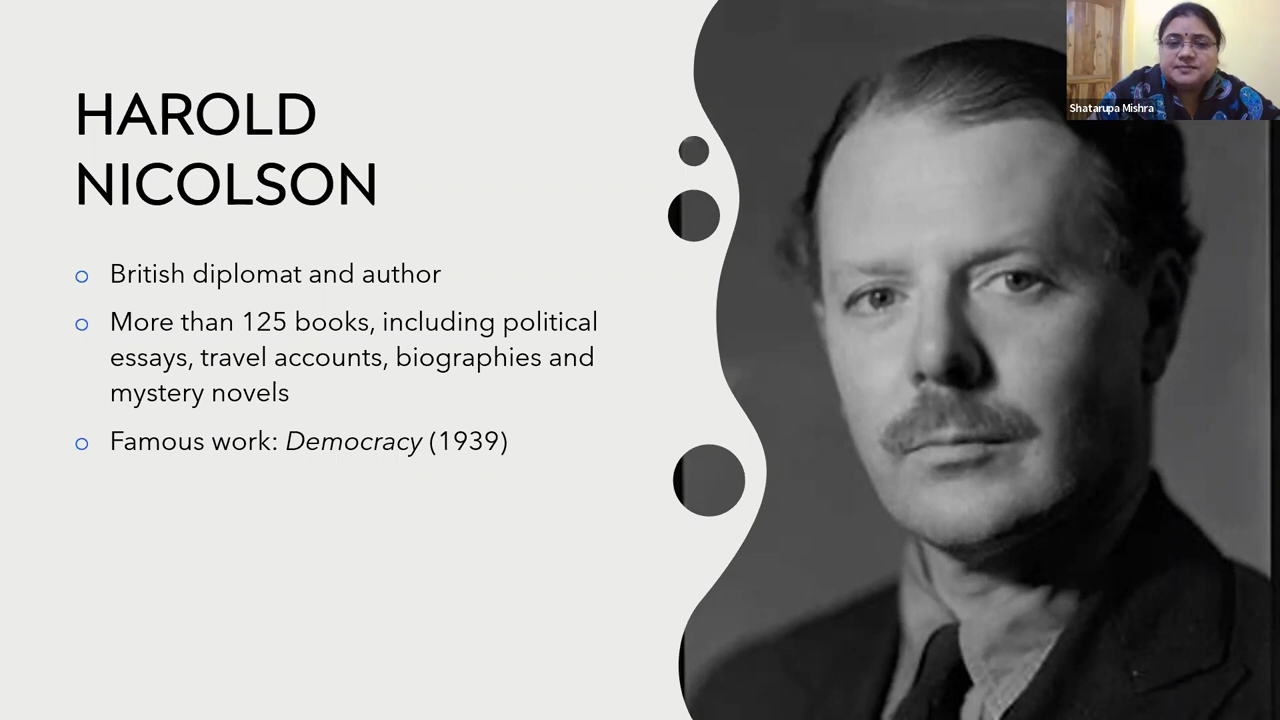 HAROLD
NICOLSON
o British diplomat and author
o More than 125 books, including political
essays, travel accounts, biographies and
mystery novels
o Famous work: Democracy (1939)
Shatarupa Mishra